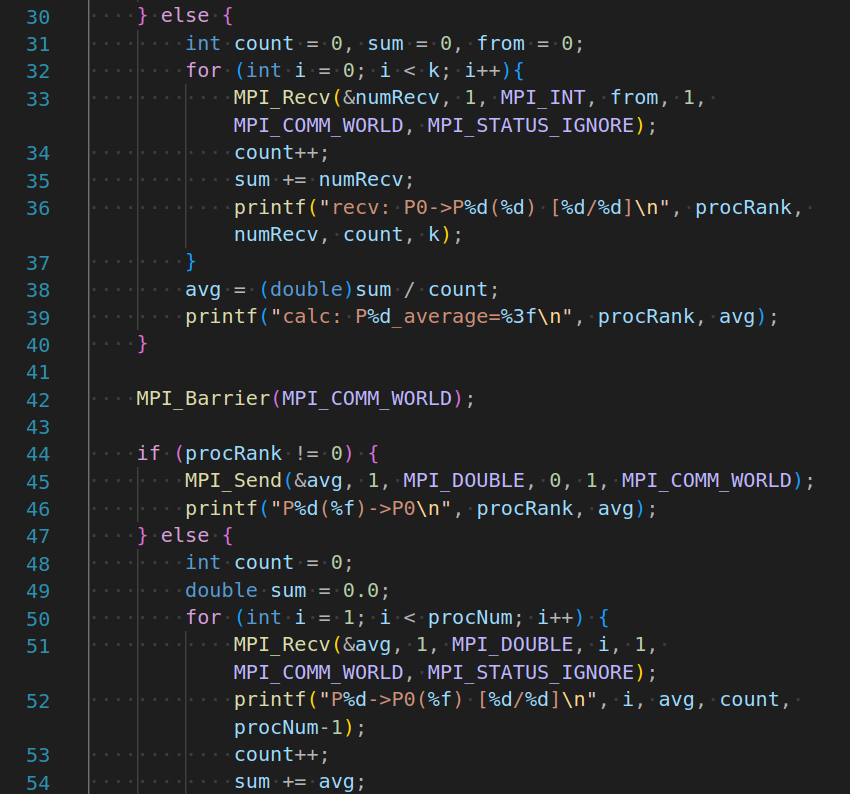 30 } else {
31 int count = 0, sum = 0, from = 0;
32 for (int i = 0; i < k; i++){
33 MPI_Recv(&numRecv, 1, MPI_INT, from, 1,
MPI_COMM_WORLD, MPI_STATUS_IGNORE);
34 count++;
35 sum += numRecv;
36 printf("recv: P0->P%d(%d) [%d/%d]\n", procRank,
numRecv, count, k);
37 }
38 avg = (double)sum / count;
39 printf("calc: P%d_average=%3f\n", procRank, avg);
40 }
41
42 MPI_Barrier(MPI_COMM_WORLD);
43
44 if (procRank != 0) {
45 MPI_Send(&avg, 1, MPI_DOUBLE, 0, 1, MPI_COMM_WORLD);
46 printf("P%d(%f)->P0\n", procRank, avg);
47 } else {
48 int count = 0;
49 double sum = 0.0;
50 for (int i = 1; i < procNum; i++) {
51 MPI_Recv(&avg, 1, MPI_DOUBLE, i, 1,
MPI_COMM_WORLD, MPI_STATUS_IGNORE);
52 printf("P%d->P0(%f) [%d/%d]\n", i, avg, count,
procNum-1);
53 count++;
54 sum += avg;